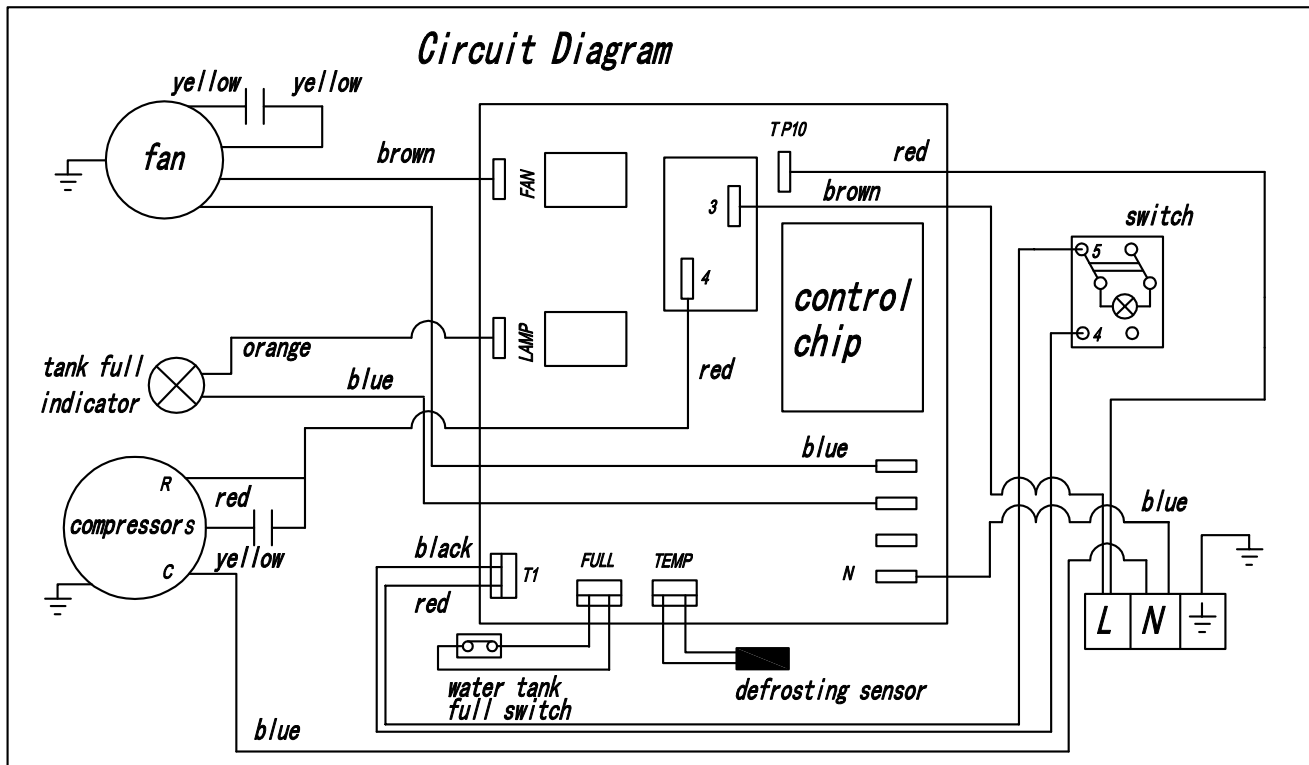 Circuit Diagram
yellow
yellow
fan
brown
FAN
TP10
red
3
brown
switch
5
4
control
chip
4
LAMP
orange
red
tank full
indicator
blue
blue
R
red
compressors
yellow
C
blue
black
T1
red
FULL
TEMP
N
L
N
water tank
full switch
defrosting sensor
blue